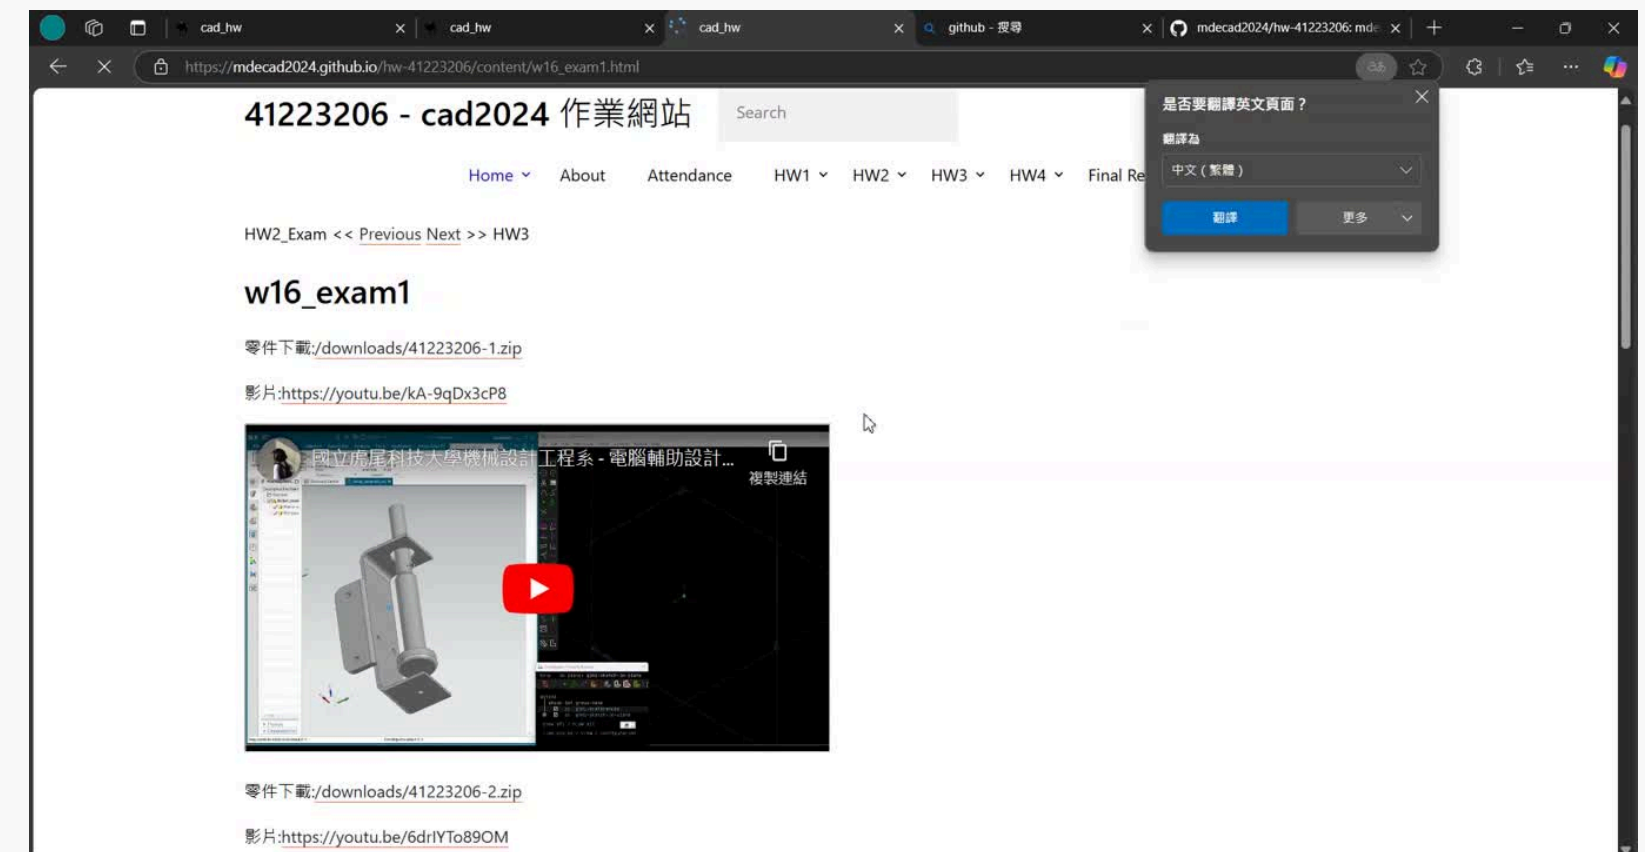 cad_hw
cad_hw
cad_hw
github - 搜尋
mdecad2024/hw-41223206: mde
https://mdecad2024.github.io/hw-41223206/content/w16_exam1.html
41223206 - cad2024 作業網站
Search
是否要翻譯英文頁面？
翻譯為
中文 (繁體)
翻譯
更多
Home
About
Attendance
HW1
HW2
HW3
HW4
Final Re
HW2_Exam << Previous Next >> HW3
w16_exam1
零件下載:/downloads/41223206-1.zip
影片:https://youtu.be/kA-9qDx3cP8
國立虎尾科技大學機械設計工程系 - 電腦輔助設計...
複製連結
零件下載:/downloads/41223206-2.zip
影片:https://youtu.be/6drIYTo89OM